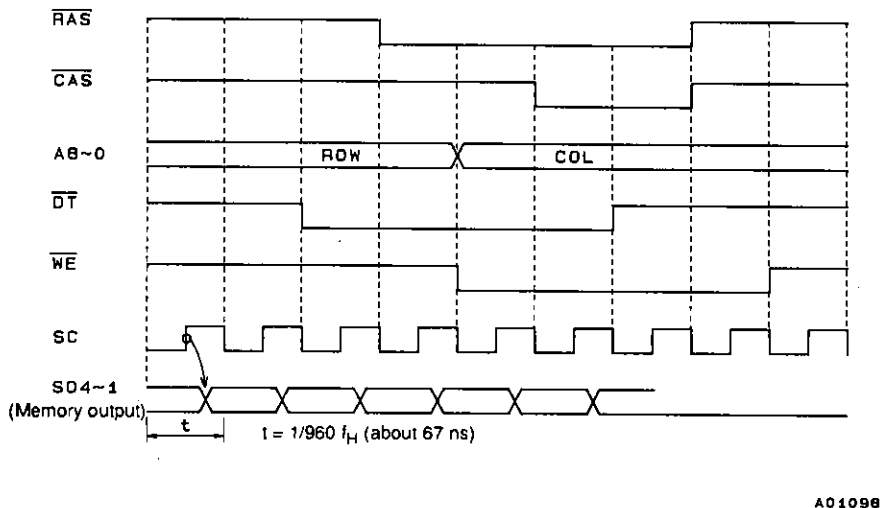 RAS
CAS
A8~0 ROW COL
DT
WE
SC
SO4~1
(Memory output)
t
t = 1/960 fH (about 67 ns)
A01098